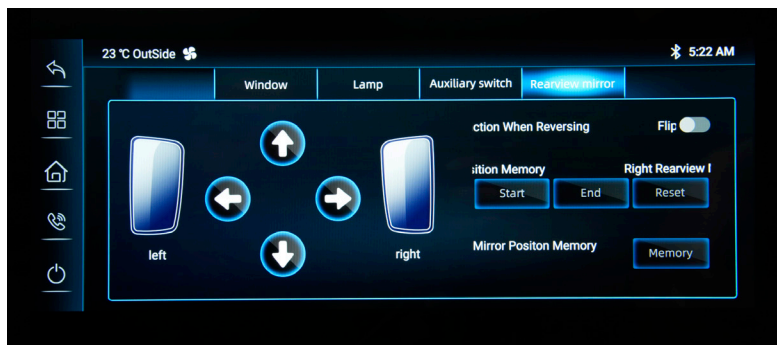 23 ℃ OutSide
5:22 AM
Window
Lamp
Auxiliary switch
Rearview mirror
ction When Reversing
Flip
sition Memory
Right Rearview
Start
End
Reset
left
right
Mirror Positon Memory
Memory